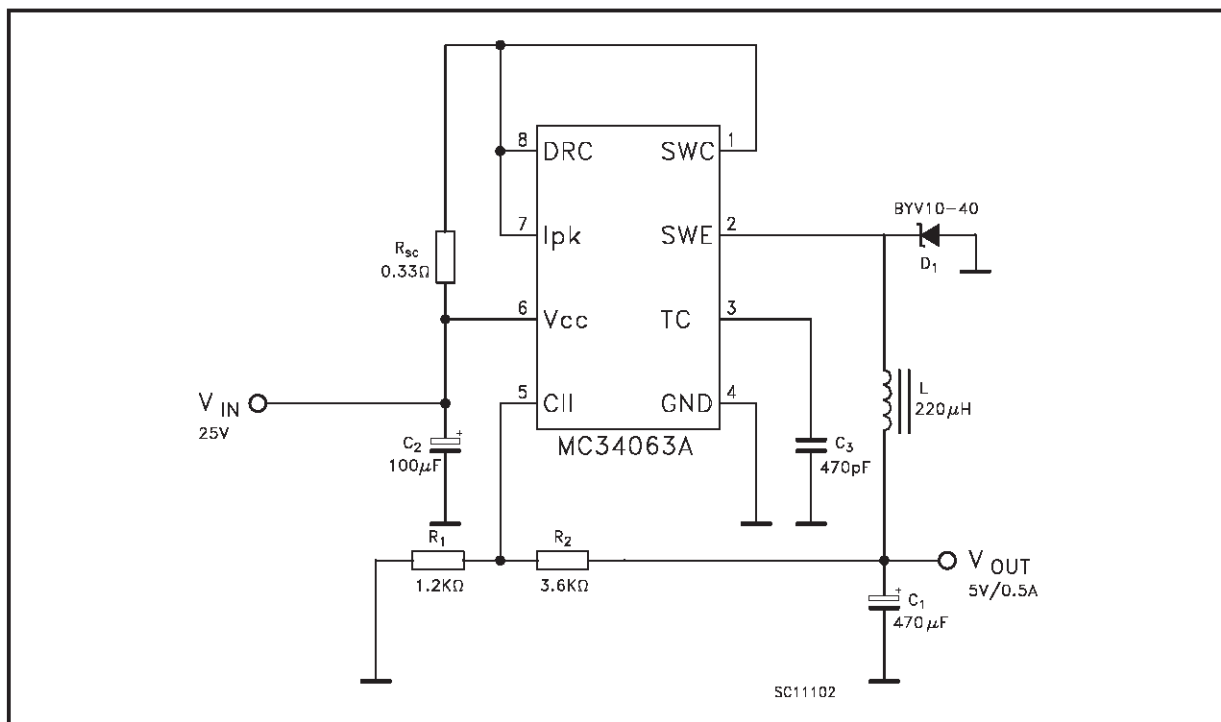 8 DRC SWC 1
BYV10-40
7 Ipk SWE 2
D1
Rsc
0.33Ω
6 Vcc TC 3
L
220μH
VIN
25V
5 CII GND 4
C2 +
100μF
MC34063A
C3
470pF
R1 R2
1.2KΩ 3.6KΩ
VOUT
5V/0.5A
C1 +
470μF
SC11102